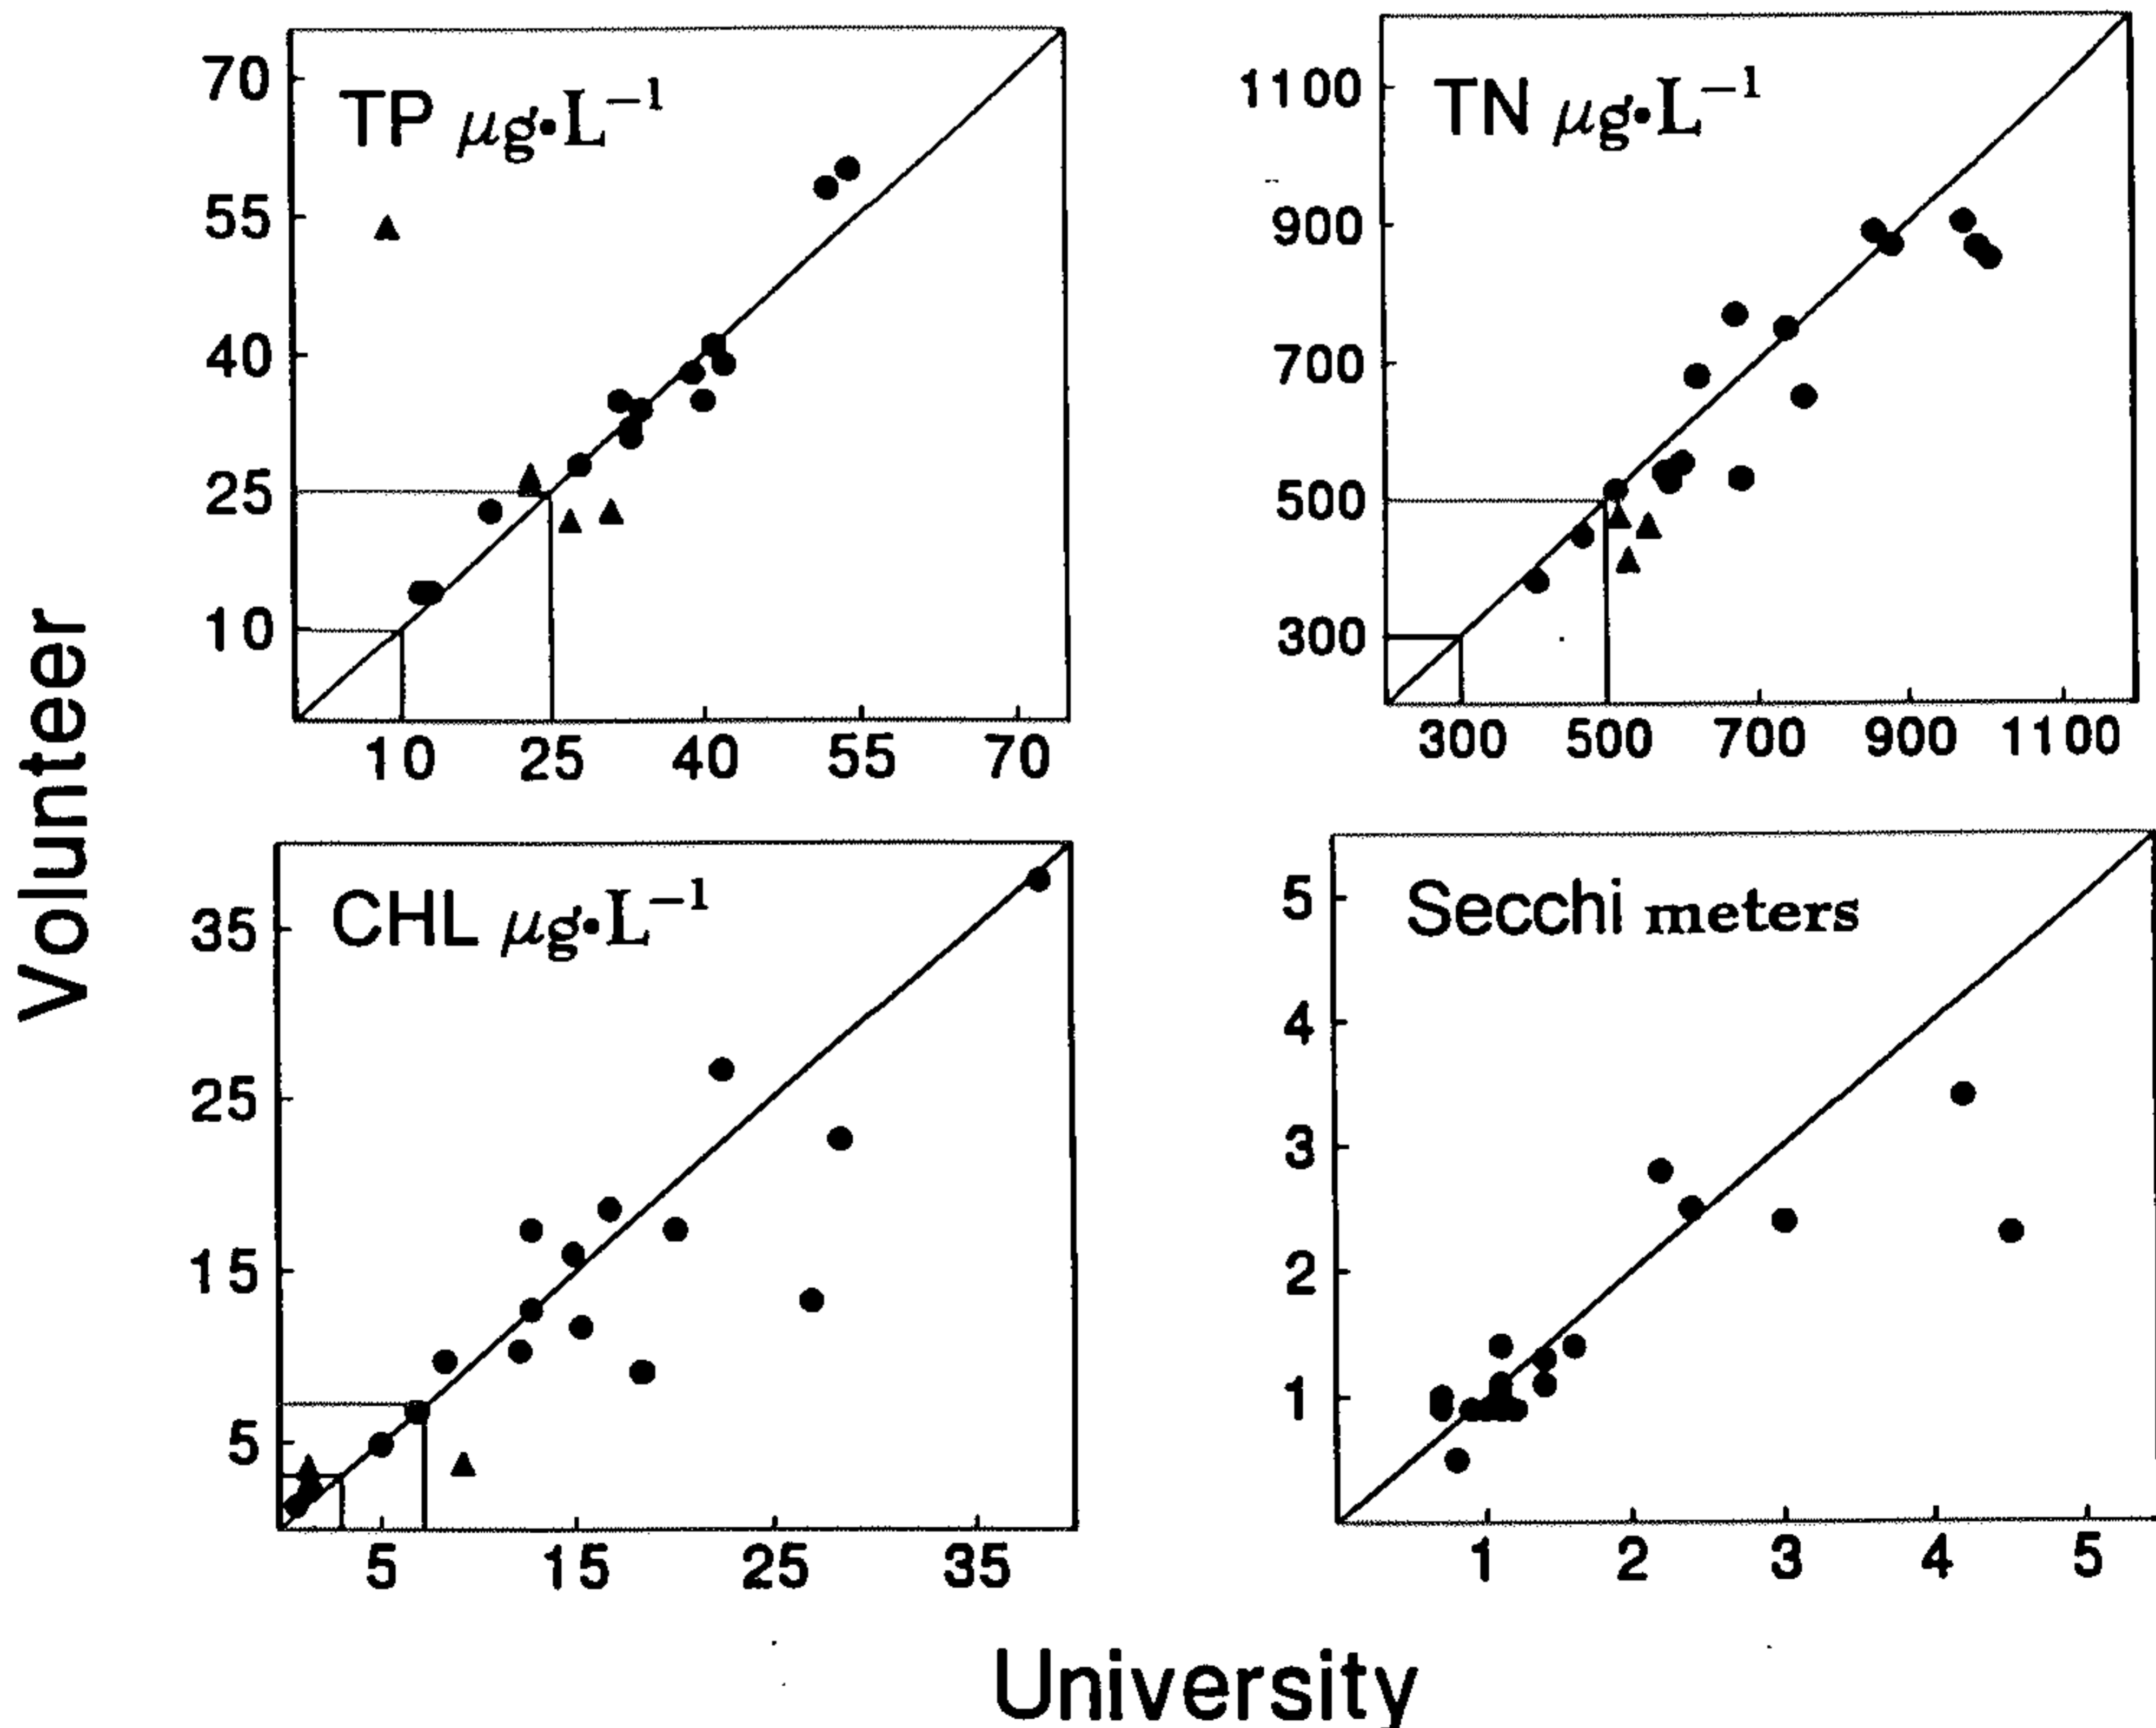 Volunteer
TP μg•L⁻¹
70
55
40
25
10
10 25 40 55 70
TN μg•L⁻¹
1100
900
700
500
300
300 500 700 900 1100
CHL μg•L⁻¹
35
25
15
5
5 15 25 35
Secchi meters
5
4
3
2
1
1 2 3 4 5
University